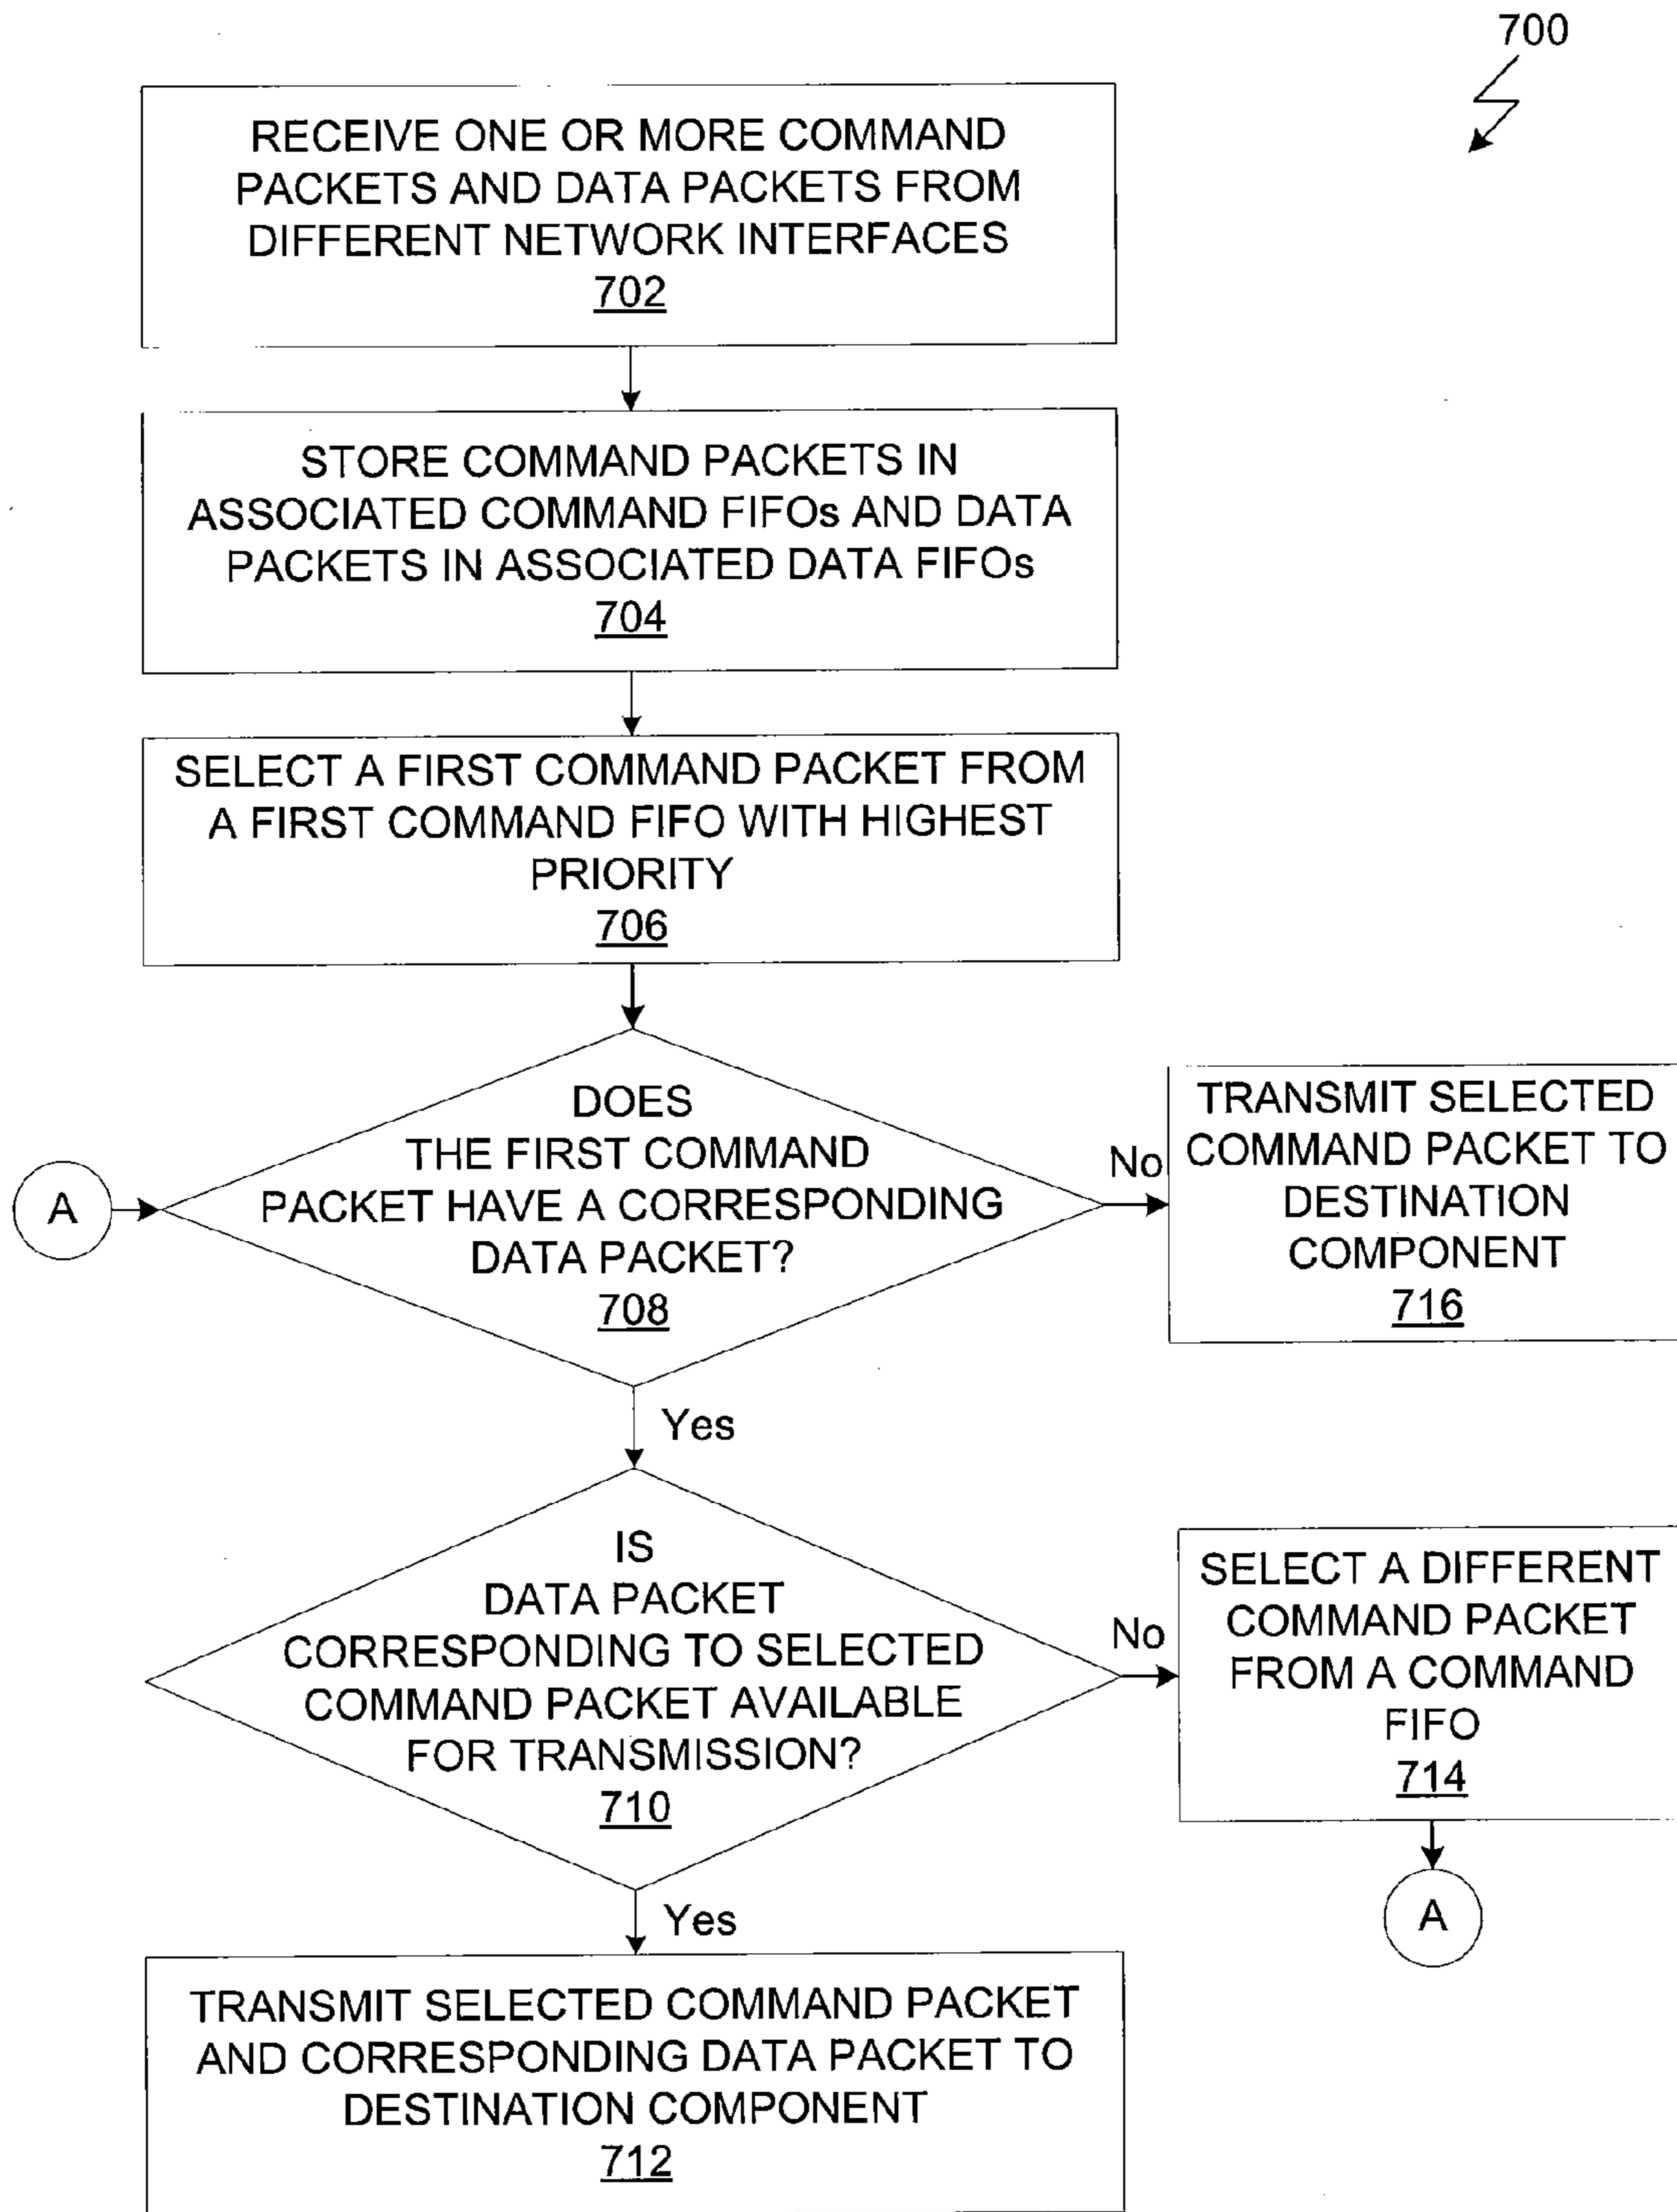 700
RECEIVE ONE OR MORE COMMAND
PACKETS AND DATA PACKETS FROM
DIFFERENT NETWORK INTERFACES
702
STORE COMMAND PACKETS IN
ASSOCIATED COMMAND FIFOs AND DATA
PACKETS IN ASSOCIATED DATA FIFOs
704
SELECT A FIRST COMMAND PACKET FROM
A FIRST COMMAND FIFO WITH HIGHEST
PRIORITY
706
A
DOES
THE FIRST COMMAND
PACKET HAVE A CORRESPONDING
DATA PACKET?
708
No
TRANSMIT SELECTED
COMMAND PACKET TO
DESTINATION
COMPONENT
716
Yes
IS
DATA PACKET
CORRESPONDING TO SELECTED
COMMAND PACKET AVAILABLE
FOR TRANSMISSION?
710
No
SELECT A DIFFERENT
COMMAND PACKET
FROM A COMMAND
FIFO
714
A
Yes
TRANSMIT SELECTED COMMAND PACKET
AND CORRESPONDING DATA PACKET TO
DESTINATION COMPONENT
712